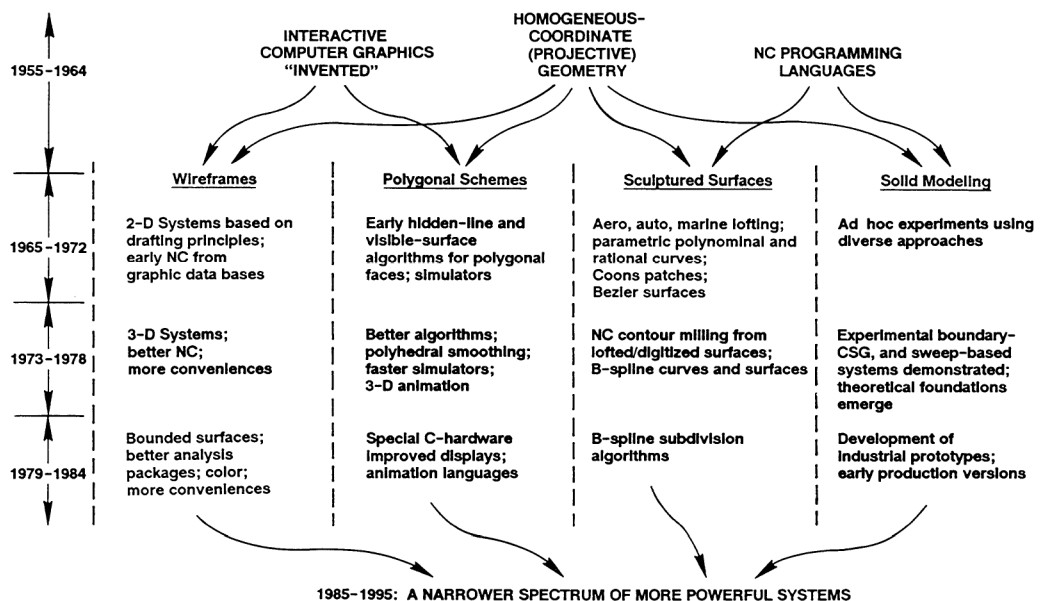 INTERACTIVE
COMPUTER GRAPHICS
"INVENTED"
HOMOGENEOUS-
COORDINATE
(PROJECTIVE)
GEOMETRY
NC PROGRAMMING
LANGUAGES
1955-1964
Wireframes
Polygonal Schemes
Sculptured Surfaces
Solid Modeling
1965-1972
2-D Systems based on
drafting principles;
early NC from
graphic data bases
Early hidden-line and
visible-surface
algorithms for polygonal
faces; simulators
Aero, auto, marine lofting;
parametric polynominal and
rational curves;
Coons patches;
Bezier surfaces
Ad hoc experiments using
diverse approaches
1973-1978
3-D Systems;
better NC;
more conveniences
Better algorithms;
polyhedral smoothing;
faster simulators;
3-D animation
NC contour milling from
lofted/digitized surfaces;
B-spline curves and surfaces
Experimental boundary-
CSG, and sweep-based
systems demonstrated;
theoretical foundations
emerge
1979-1984
Bounded surfaces;
better analysis
packages; color;
more conveniences
Special C-hardware
improved displays;
animation languages
B-spline subdivision
algorithms
Development of
industrial prototypes;
early production versions
1985-1995: A NARROWER SPECTRUM OF MORE POWERFUL SYSTEMS